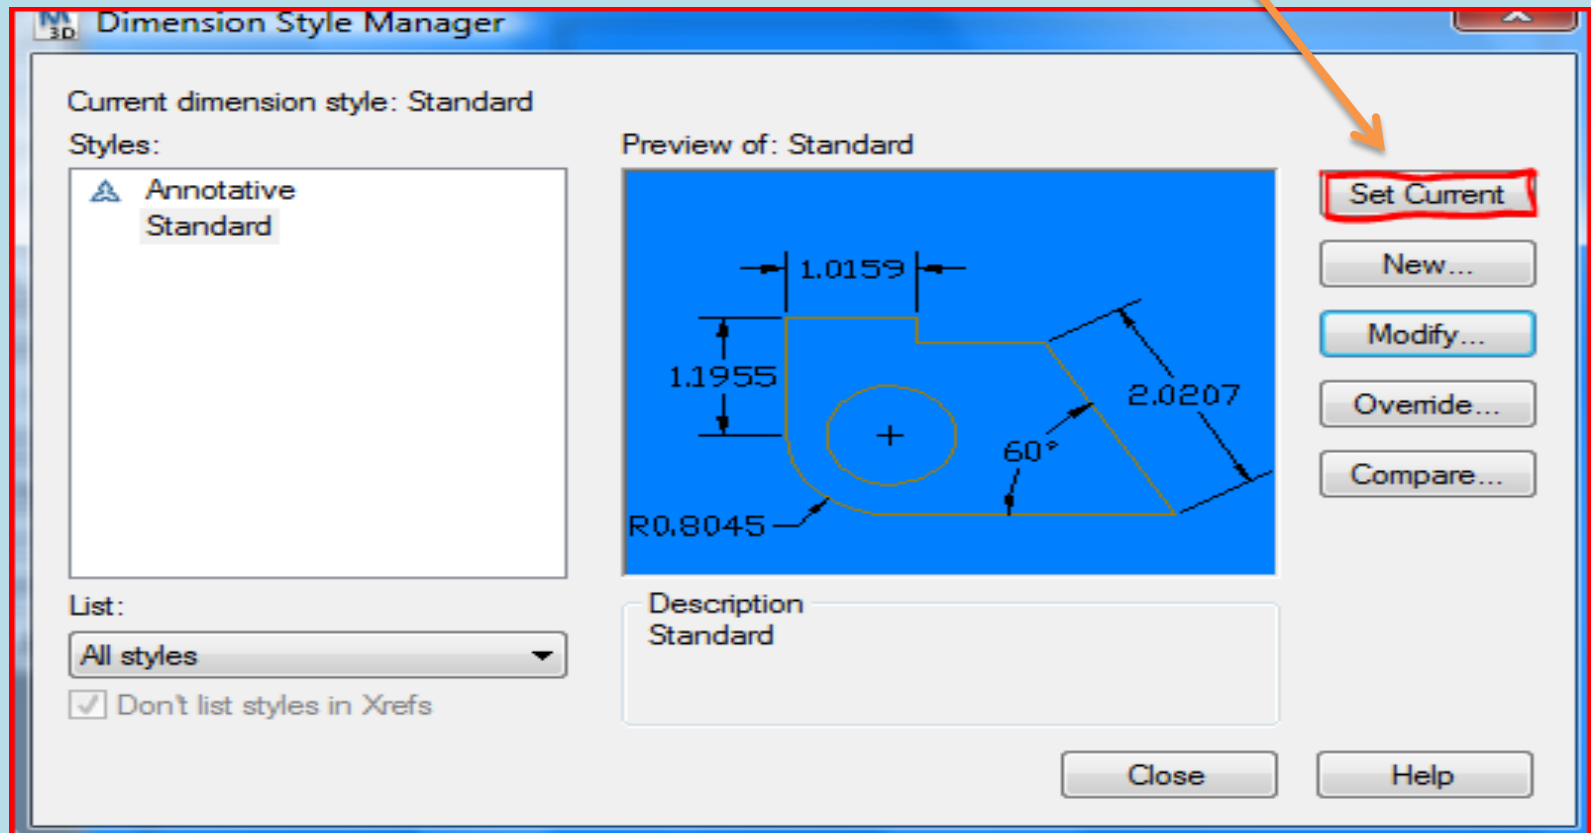 M
3D
Dimension Style Manager
Current dimension style: Standard
Styles:
Annotative
Standard
Preview of: Standard
1.0159
1.1955
2.0207
60°
R0.8045
Set Current
New...
Modify...
Override...
Compare...
List:
All styles
Don't list styles in Xrefs
Description
Standard
Close
Help